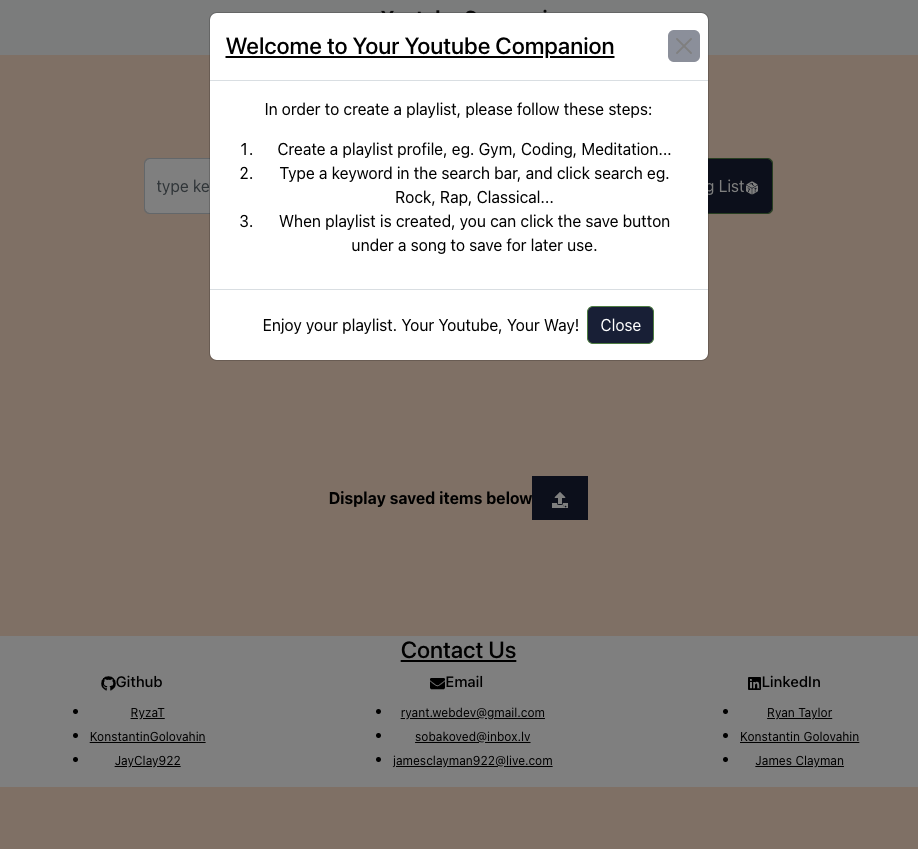 Welcome to Your Youtube Companion
In order to create a playlist, please follow these steps:
1. Create a playlist profile, eg. Gym, Coding, Meditation...
2. Type a keyword in the search bar, and click search eg.
Rock, Rap, Classical...
3. When playlist is created, you can click the save button
under a song to save for later use.
type ke
g List
Enjoy your playlist. Your Youtube, Your Way! Close
Display saved items below
Contact Us
Github Email LinkedIn
RyzaT ryant.webdev@gmail.com Ryan Taylor
KonstantinGolovahin sobakoved@inbox.lv Konstantin Golovahin
JayClay922 jamesclayman922@live.com James Clayman